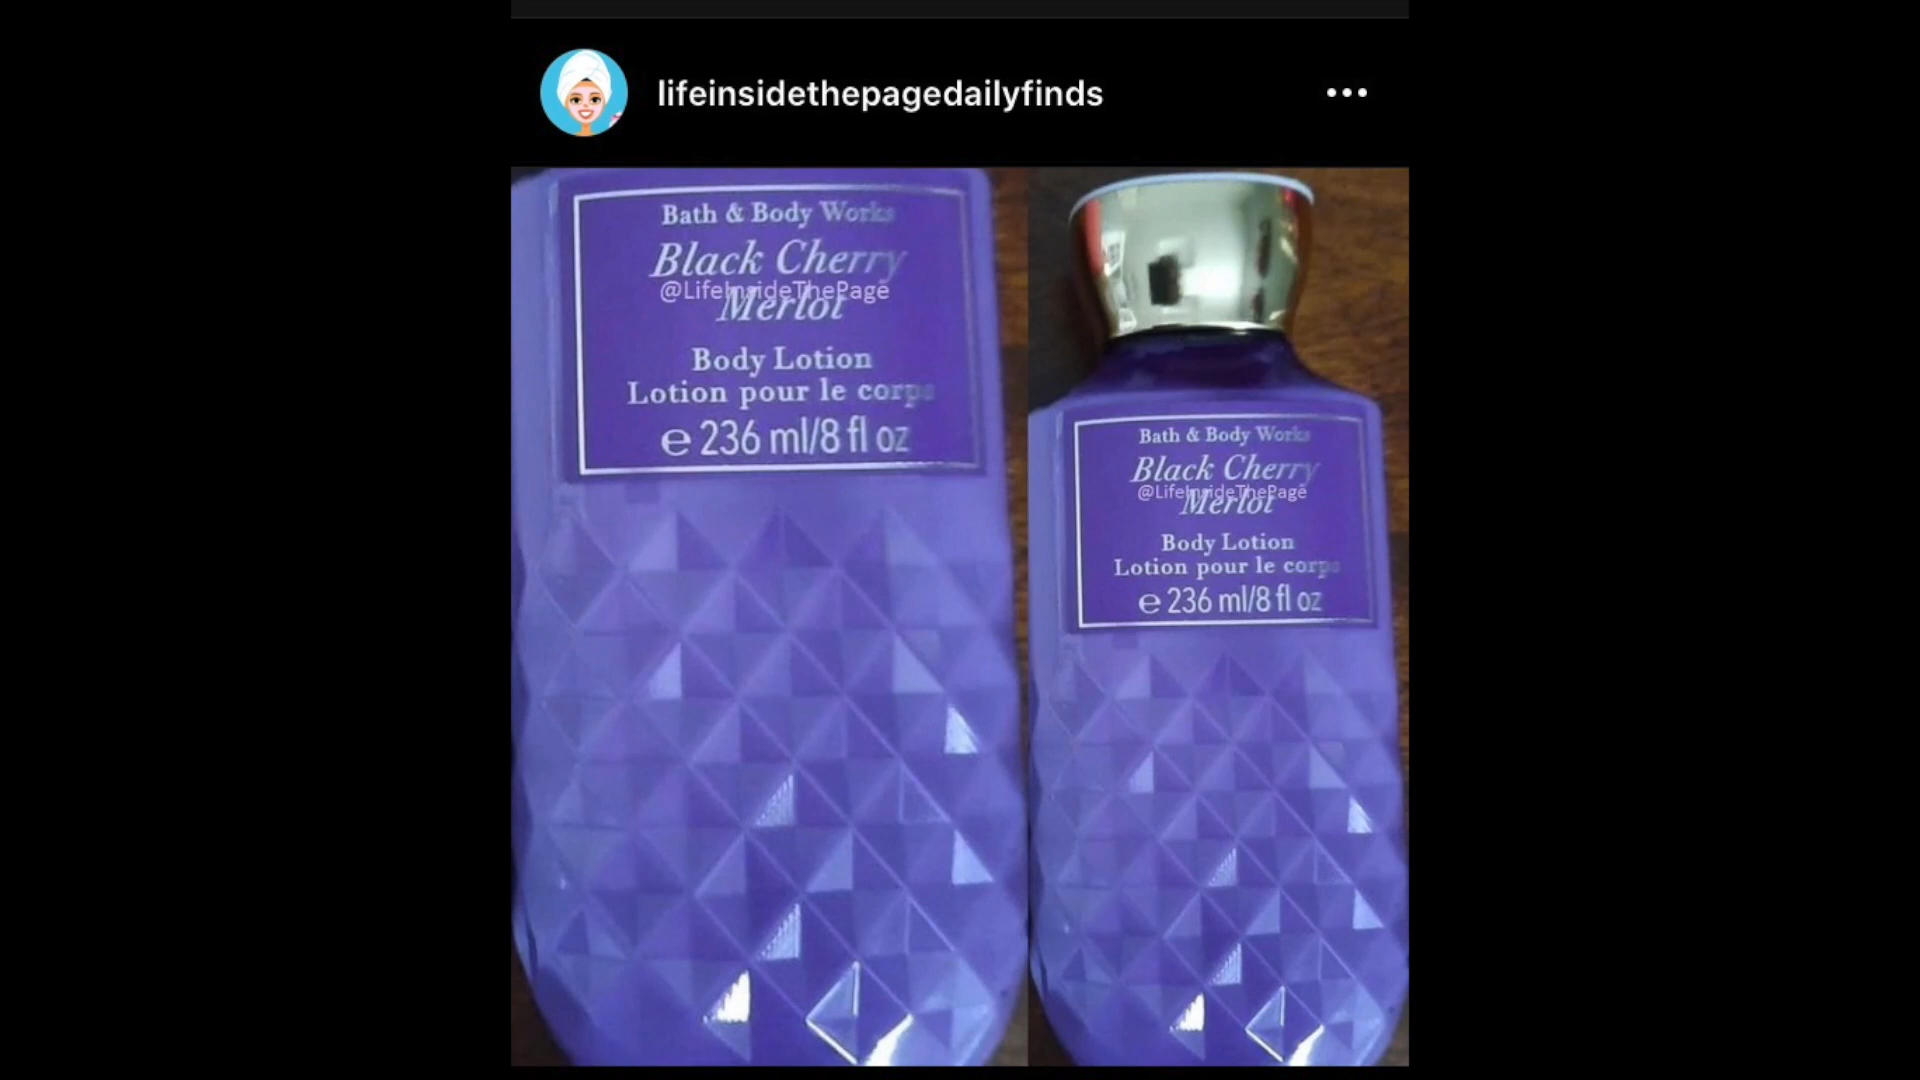 lifeinsidethepagedailyfinds
Bath & Body Works
Black Cherry
@LifeInsideThePage
Merlot
Body Lotion
Lotion pour le corps
e 236 ml/8 fl oz
Bath & Body Works
Black Cherry
@LifeInsideThePage
Merlot
Body Lotion
Lotion pour le corps
e 236 ml/8 fl oz